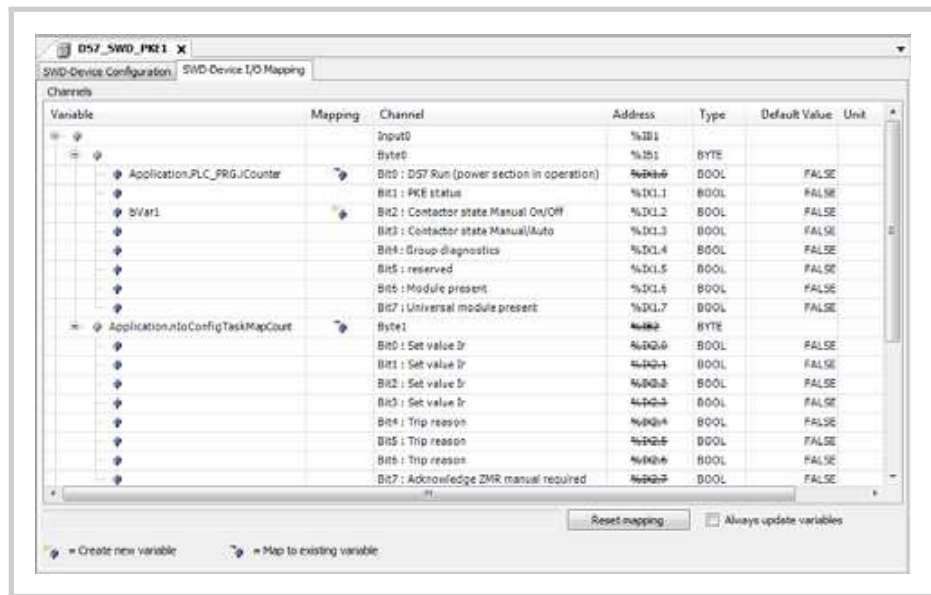 DS7_SWD_PKE1 X
SWD-Device Configuration SWD-Device I/O Mapping
Channels
Variable Mapping Channel Address Type Default Value Unit
Input0 %IB1
Byte0 %IB1 BYTE
Application.PLC_PRG.iCounter Bit0 : DS7 Run (power section in operation) %IX1.0 BOOL FALSE
Bit1 : PKE status %IX1.1 BOOL FALSE
bVar1 Bit2 : Contactor state Manual On/Off %IX1.2 BOOL FALSE
Bit3 : Contactor state Manual/Auto %IX1.3 BOOL FALSE
Bit4 : Group diagnostics %IX1.4 BOOL FALSE
Bit5 : reserved %IX1.5 BOOL FALSE
Bit6 : Module present %IX1.6 BOOL FALSE
Bit7 : Universal module present %IX1.7 BOOL FALSE
Application.nIoConfigTaskMapCount Byte1 %IB2 BYTE
Bit0 : Set value Ir %IX2.0 BOOL FALSE
Bit1 : Set value Ir %IX2.1 BOOL FALSE
Bit2 : Set value Ir %IX2.2 BOOL FALSE
Bit3 : Set value Ir %IX2.3 BOOL FALSE
Bit4 : Trip reason %IX2.4 BOOL FALSE
Bit5 : Trip reason %IX2.5 BOOL FALSE
Bit6 : Trip reason %IX2.6 BOOL FALSE
Bit7 : Acknowledge ZMR manual required %IX2.7 BOOL FALSE
Reset mapping Always update variables
= Create new variable = Map to existing variable